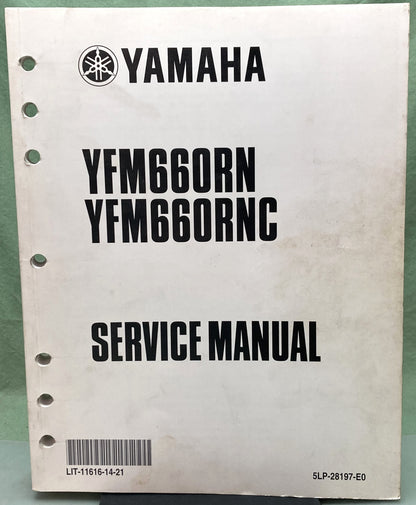 YAMAHA
YFM660RN
YFM660RNC
SERVICE MANUAL
LIT-11616-14-21
5LP-28197-E0